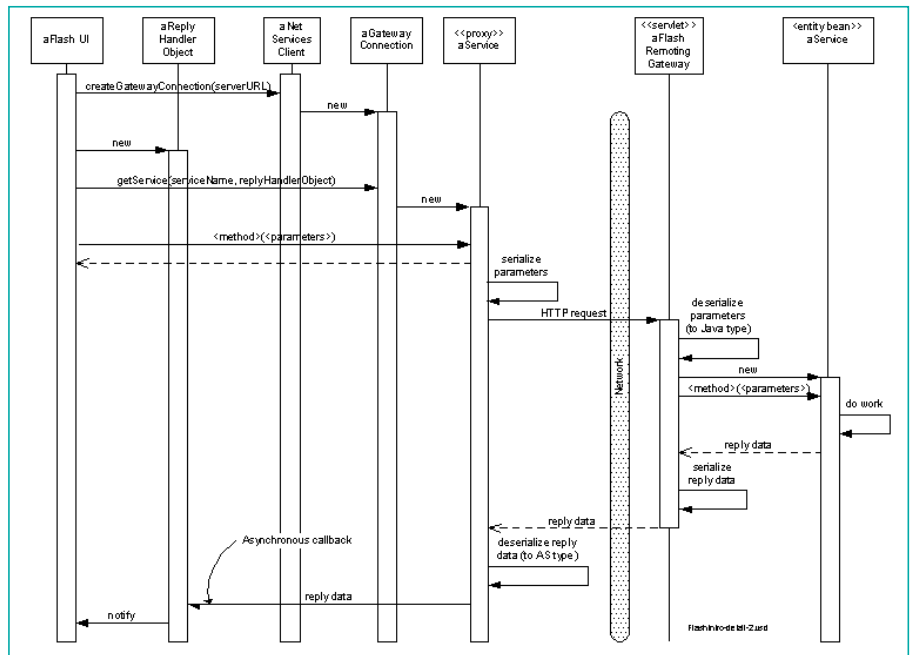 aFlash UI
aReply
Handler
Object
aNet
Services
Client
aGateway
Connection
<<proxy>>
aService
<<servlet>>
aFlash
Remoting
Gateway
<entity bean>>
aService
createGatewayConnection(serverURL)
new
new
getService(serviceName, replyHandlerObject)
new
<method>(<parameters>)
serialize
parameters
HTTP request
deserialize
parameters
(to Java type)
new
<method>(<parameters>)
Network
do work
reply data
serialize
reply data
reply data
Asynchronous callback
deserialize reply
data (to AS type)
reply data
notify
Flashintro-detail-2.usd